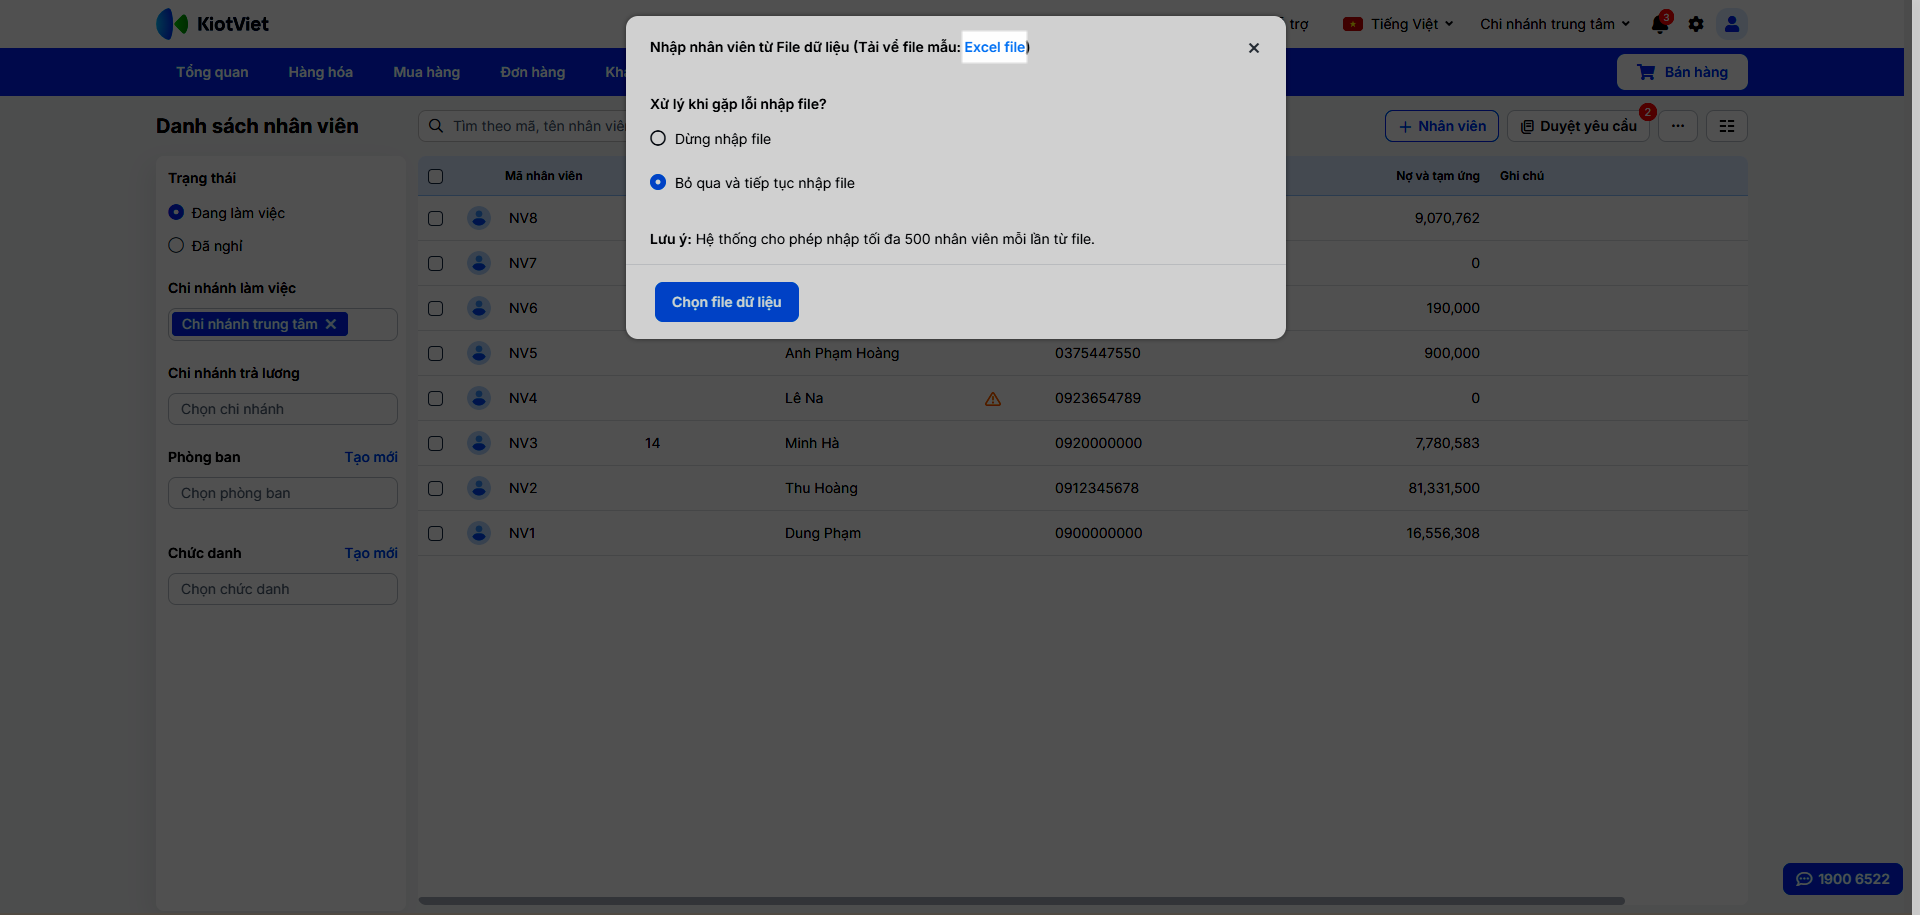 KiotViet
trợ
Tiếng Việt
Chi nhánh trung tâm
3
Tổng quan
Hàng hóa
Mua hàng
Đơn hàng
Bán hàng
Nhập nhân viên từ File dữ liệu (Tải về file mẫu: Excel file)
Xử lý khi gặp lỗi nhập file?
Dừng nhập file
Bỏ qua và tiếp tục nhập file
Lưu ý: Hệ thống cho phép nhập tối đa 500 nhân viên mỗi lần từ file.
Chọn file dữ liệu
Danh sách nhân viên
Tìm theo mã, tên nhân
Nhân viên
Duyệt yêu cầu
2
Trạng thái
Đang làm việc
Đã nghỉ
Chi nhánh làm việc
Chi nhánh trung tâm
Chi nhánh trả lương
Chọn chi nhánh
Phòng ban
Tạo mới
Chọn phòng ban
Chức danh
Tạo mới
Chọn chức danh
Mã nhân viên
Nợ và tạm ứng
Ghi chú
NV8
9,070,762
NV7
0
NV6
190,000
NV5
Anh Phạm Hoàng
0375447550
900,000
NV4
Lê Na
0923654789
0
NV3
14
Minh Hà
0920000000
7,780,583
NV2
Thu Hoàng
0912345678
81,331,500
NV1
Dung Phạm
0900000000
16,556,308
1900 6522